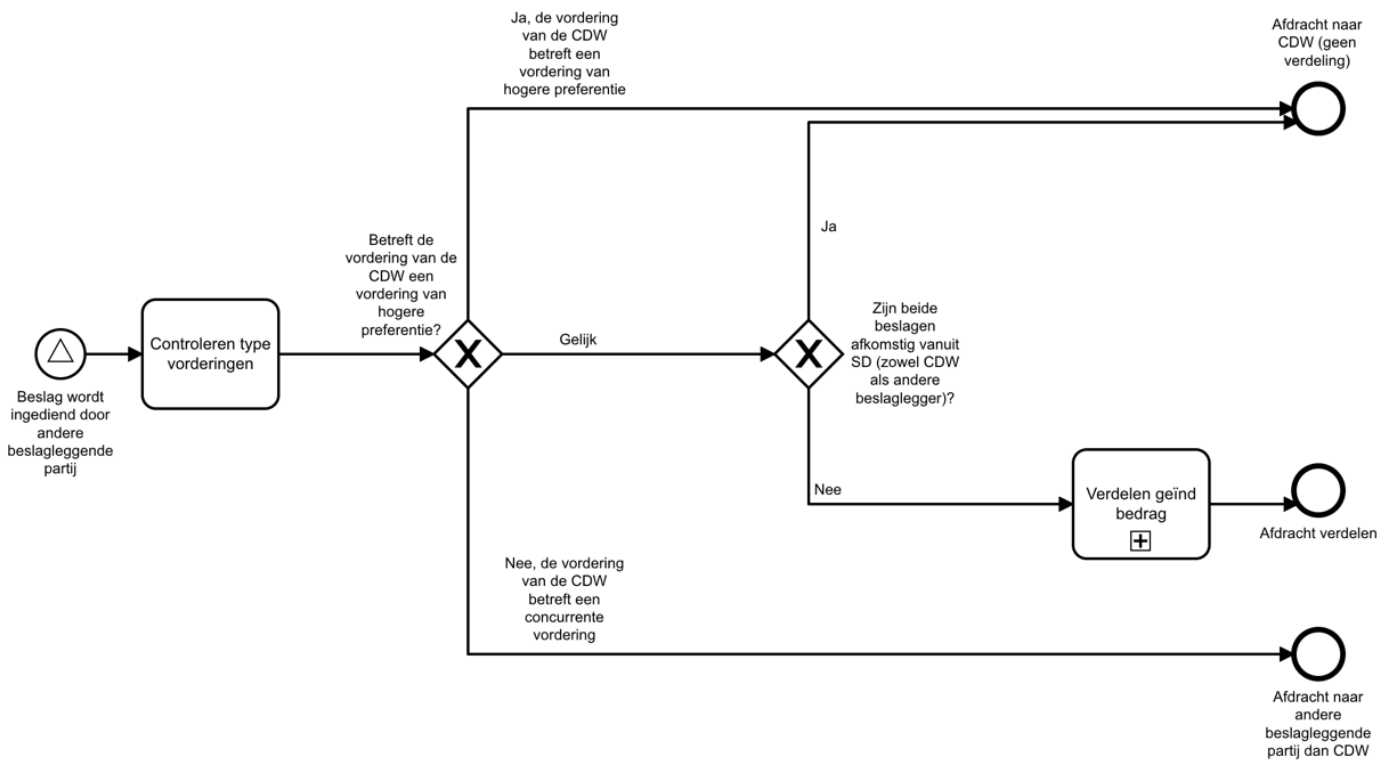 Ja, de vordering
van de CDW
betreft een
vordering van
hogere preferentie
Afdracht naar
CDW (geen
verdeling)
Betreft de
vordering van de
CDW een
vordering van
hogere
preferentie?
Ja
Beslag wordt
ingediend door
andere
beslagleggende
partij
Controleren type
vorderingen
Gelijk
Zijn beide
beslagen
afkomstig vanuit
SD (zowel CDW
als andere
beslaglegger)?
Nee
Verdelen geïnd
bedrag
Afdracht verdelen
Nee, de vordering
van de CDW
betreft een
concurrente
vordering
Afdracht naar
andere
beslagleggende
partij dan CDW